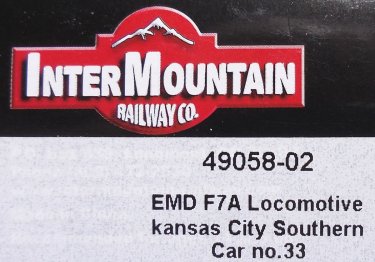 INTERMOUNTAIN
RAILWAY CO.
49058-02
EMD F7A Locomotive
kansas City Southern
Car no.33